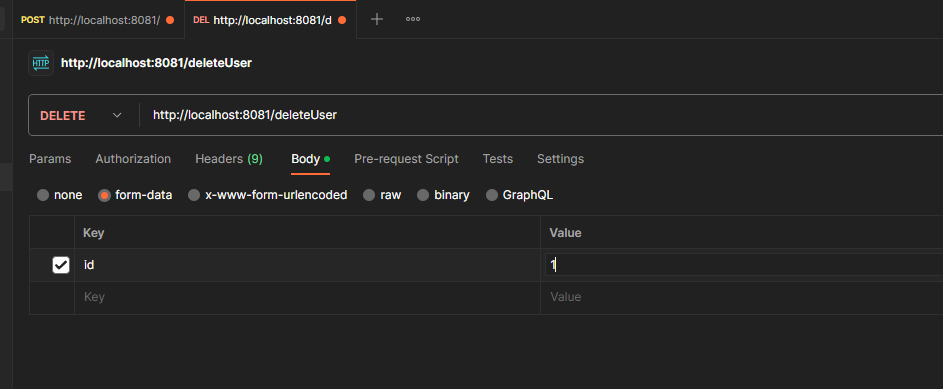 POST http://localhost:8081/ DEL http://localhost:8081/d
HTTP http://localhost:8081/deleteUser
DELETE http://localhost:8081/deleteUser
Params Authorization Headers (9) Body Pre-request Script Tests Settings
none form-data x-www-form-urlencoded raw binary GraphQL
Key Value
id 1
Key Value